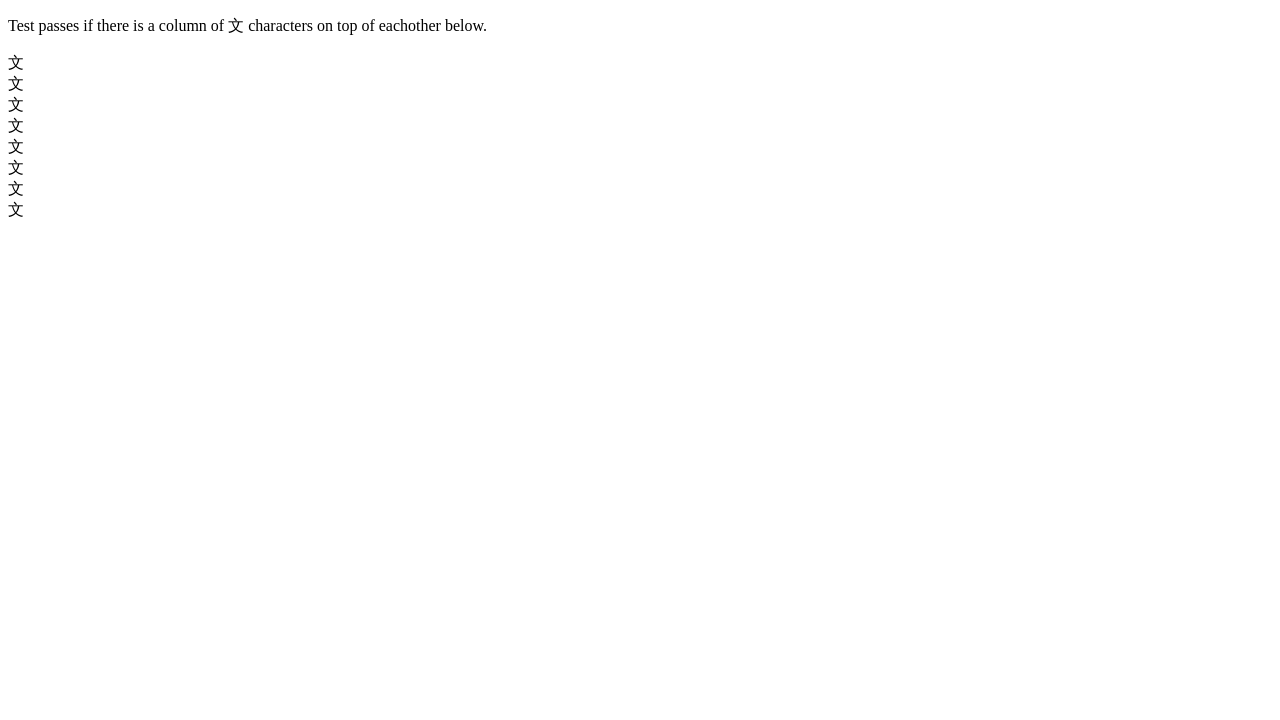 Test passes if there is a column of 文 characters on top of eachother below.
文
文
文
文
文
文
文
文